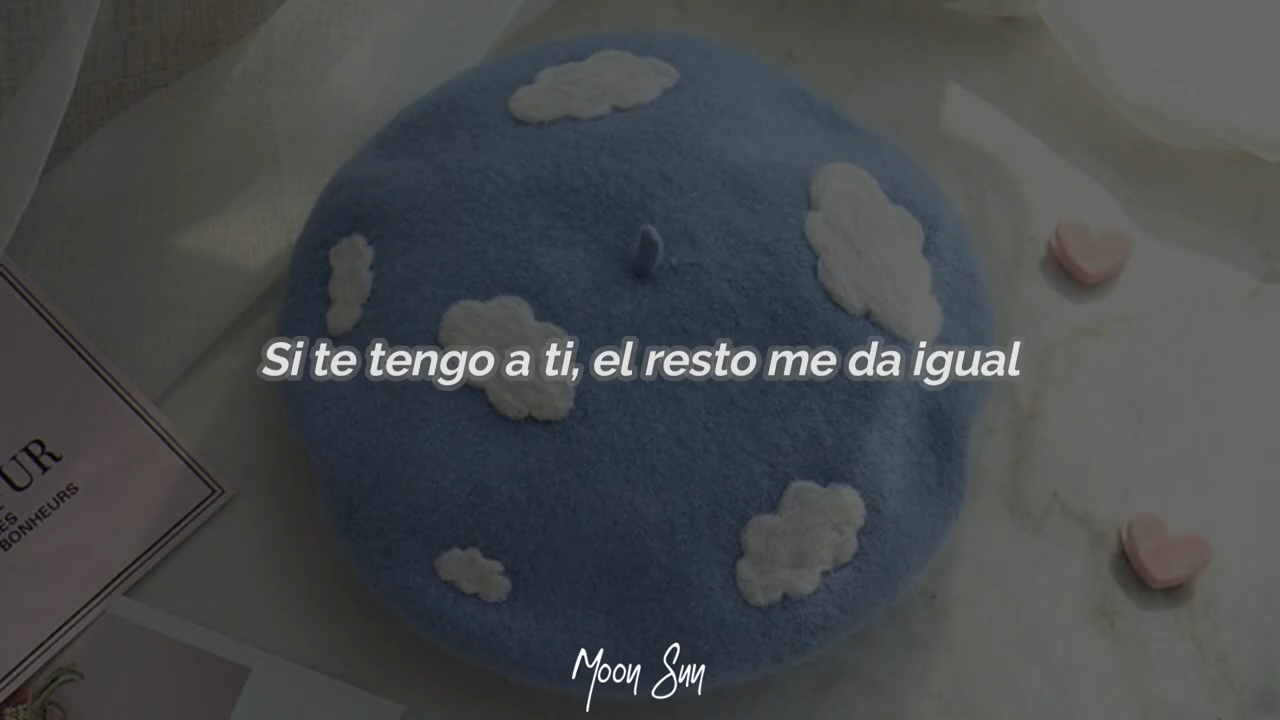 Si te tengo a ti, el resto me da igual
UR
ES
BONHEURS
Moon Sun